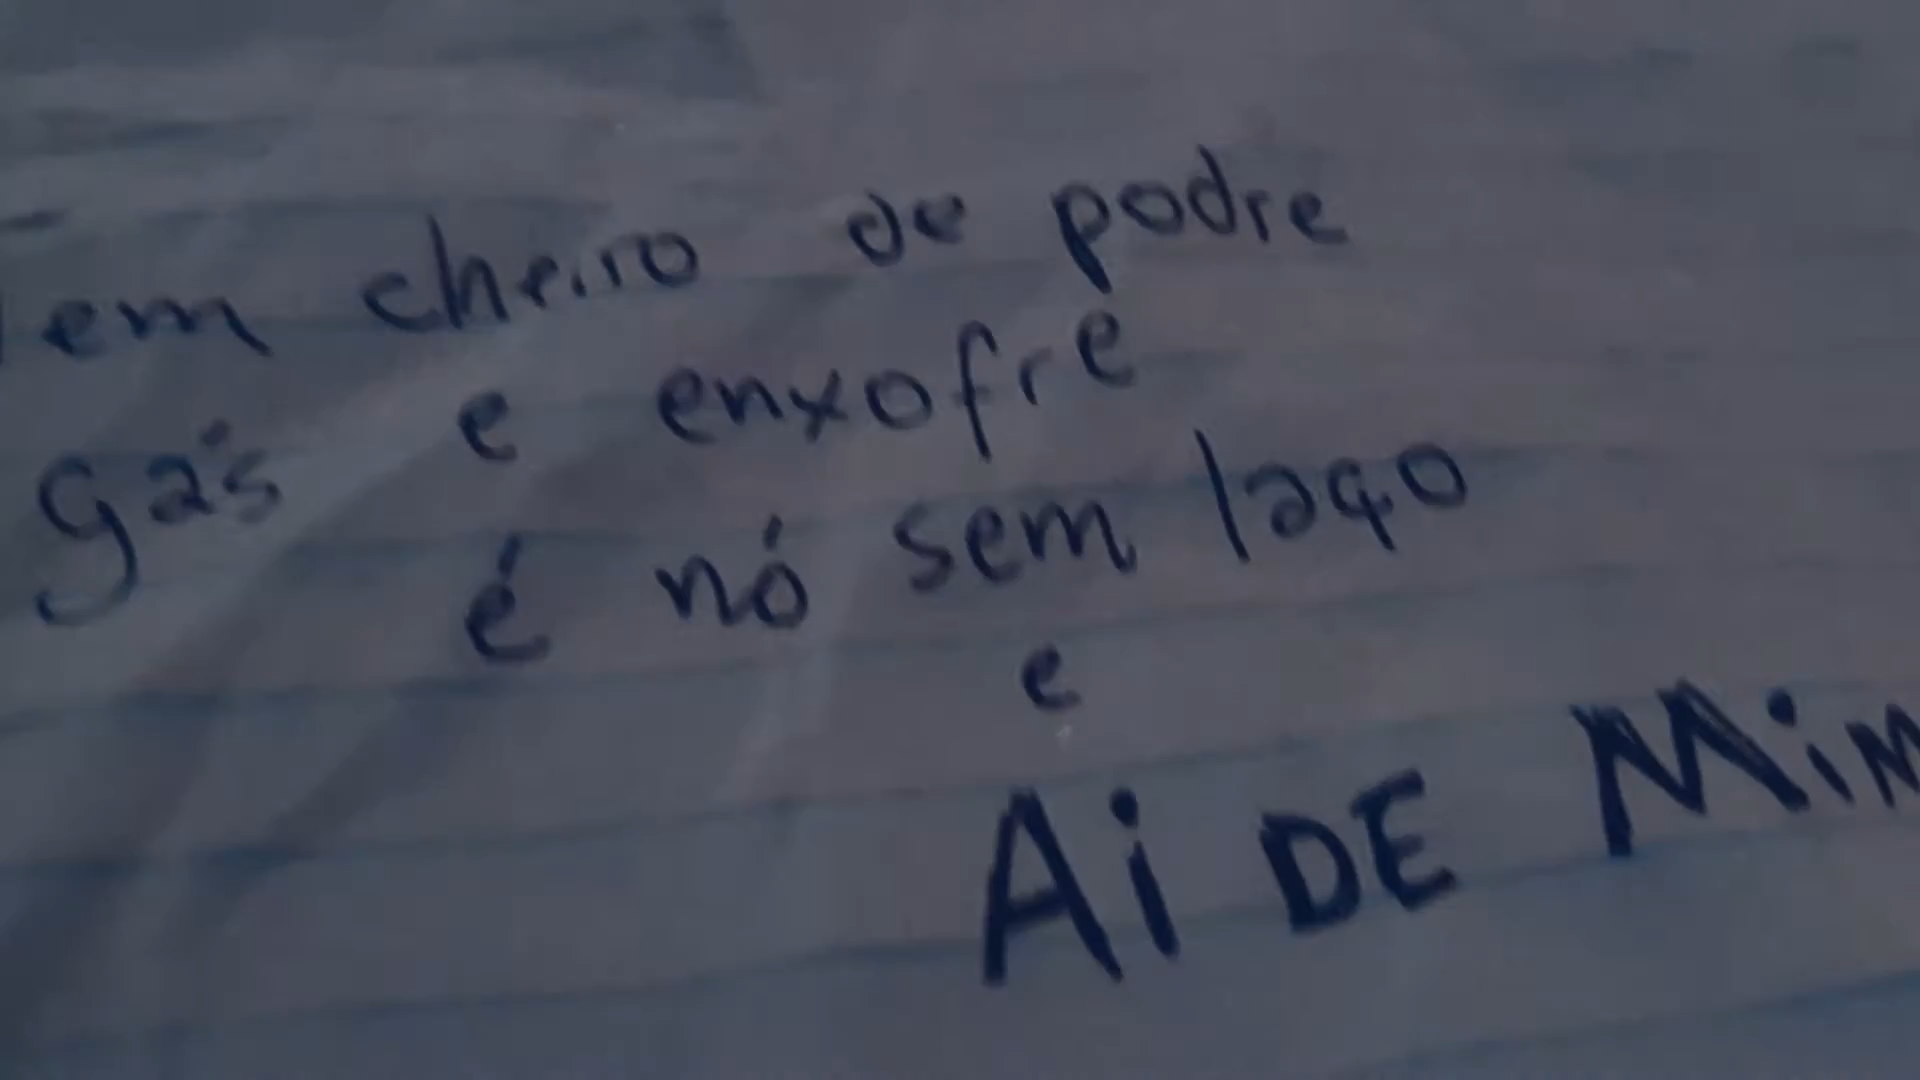 em cheiro de podre
gás e enxofre
é nó sem laço
e
Ai DE MiM